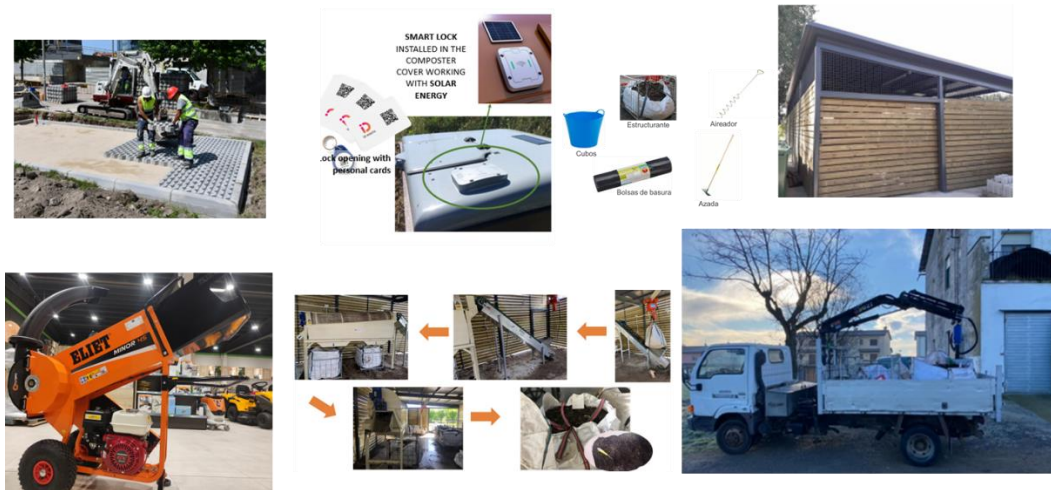 SMART LOCK
INSTALLED IN THE
COMPOSTER
COVER WORKING
WITH SOLAR
ENERGY
ock opening with
personal cards
Estructurante
Cubos
Bolsas de basura
Aireador
Azada
ELIET
MINOR